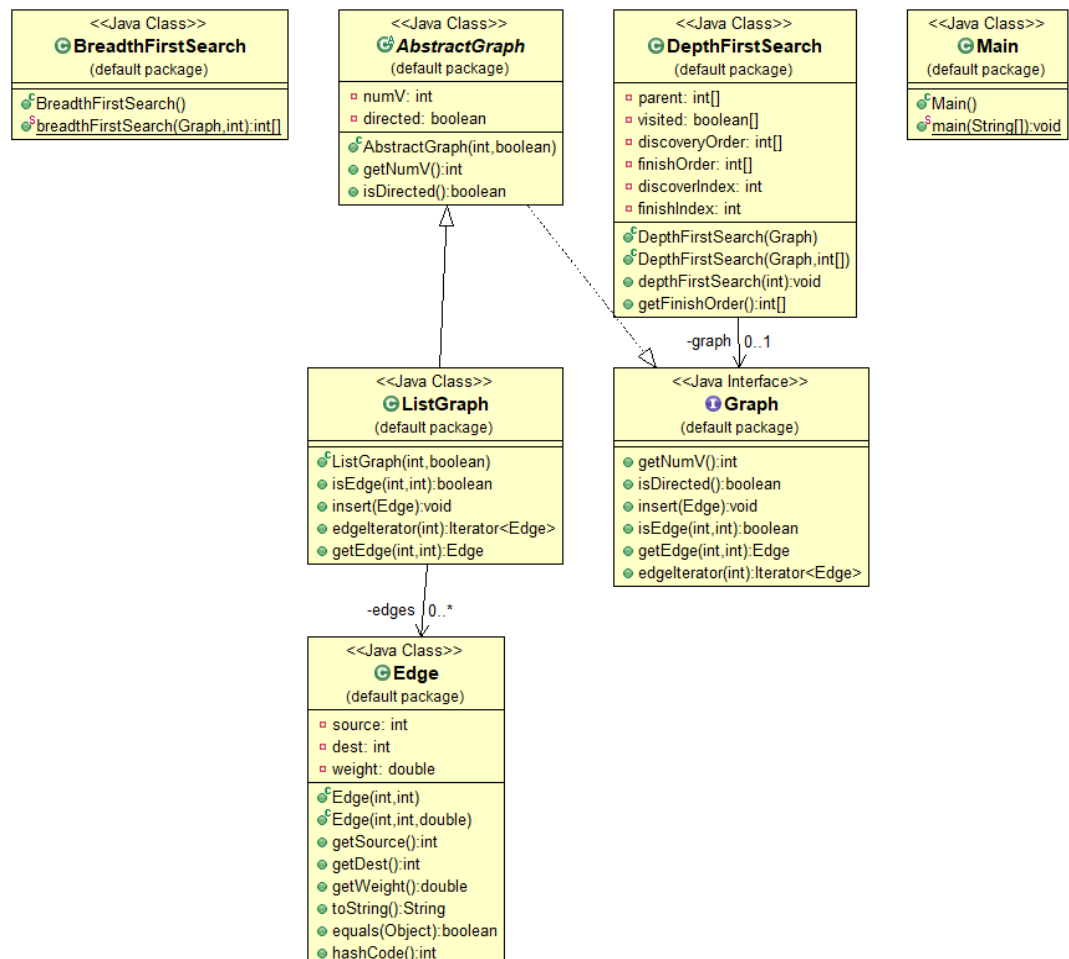 <<Java Class>>
BreadthFirstSearch
(default package)
BreadthFirstSearch()
breadthFirstSearch(Graph,int):int[]
<<Java Class>>
AbstractGraph
(default package)
numV: int
directed: boolean
AbstractGraph(int,boolean)
getNumV():int
isDirected():boolean
<<Java Class>>
DepthFirstSearch
(default package)
parent: int[]
visited: boolean[]
discoveryOrder: int[]
finishOrder: int[]
discoverIndex: int
finishIndex: int
DepthFirstSearch(Graph)
DepthFirstSearch(Graph,int[])
depthFirstSearch(int):void
getFinishOrder():int[]
<<Java Class>>
Main
(default package)
Main()
main(String[]):void
-graph 0..1
<<Java Class>>
ListGraph
(default package)
ListGraph(int,boolean)
isEdge(int,int):boolean
insert(Edge):void
edgeIterator(int):Iterator<Edge>
getEdge(int,int):Edge
<<Java Interface>>
Graph
(default package)
getNumV():int
isDirected():boolean
insert(Edge):void
isEdge(int,int):boolean
getEdge(int,int):Edge
edgeIterator(int):Iterator<Edge>
-edges 0..*
<<Java Class>>
Edge
(default package)
source: int
dest: int
weight: double
Edge(int,int)
Edge(int,int,double)
getSource():int
getDest():int
getWeight():double
toString():String
equals(Object):boolean
hashCode():int